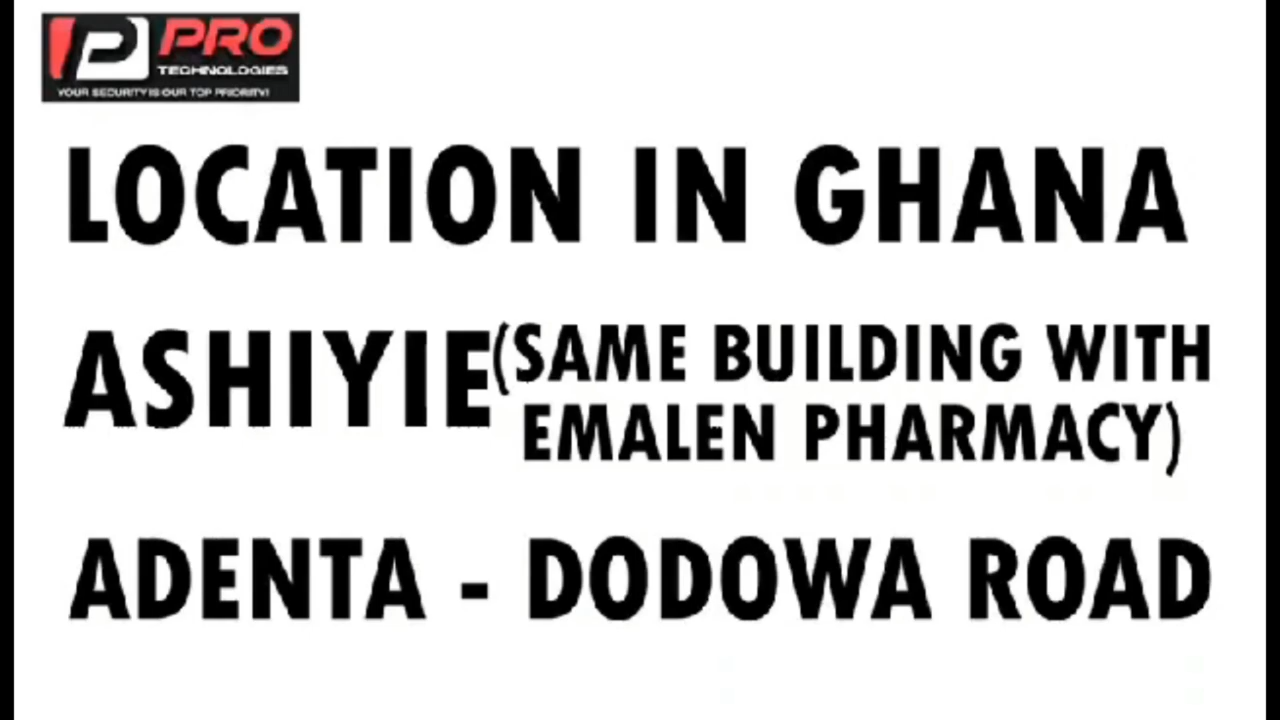 PRO
TECHNOLOGIES
YOUR SECURITY IS OUR TOP PRIORITY!
LOCATION IN GHANA
ASHIYIE (SAME BUILDING WITH
EMALEN PHARMACY)
ADENTA - DODOWA ROAD